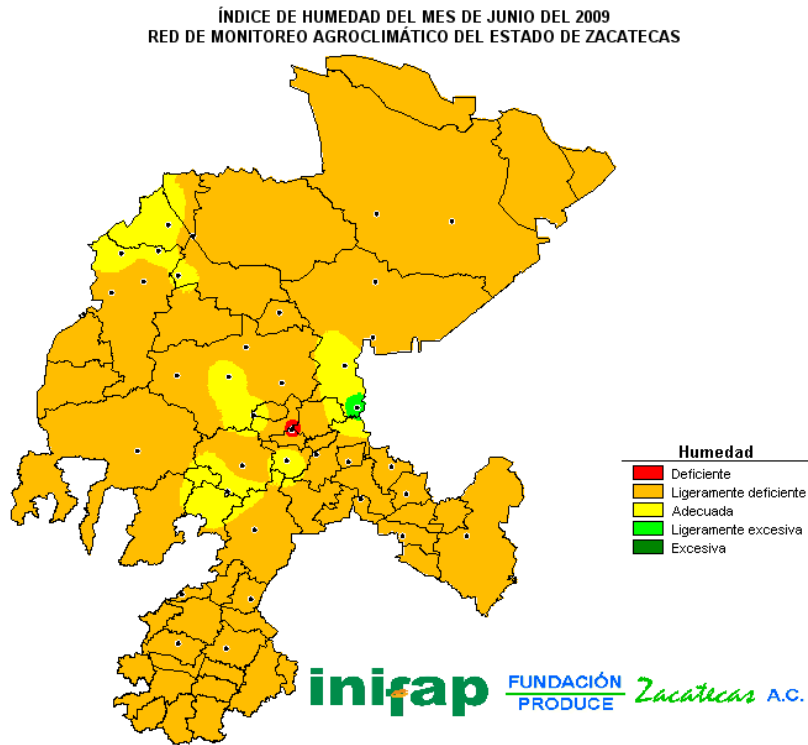 ÍNDICE DE HUMEDAD DEL MES DE JUNIO DEL 2009
RED DE MONITOREO AGROCLIMÁTICO DEL ESTADO DE ZACATECAS
Humedad
Deficiente
Ligeramente deficiente
Adecuada
Ligeramente excesiva
Excesiva
inifap
FUNDACIÓN
PRODUCE
Zacatecas A.C.